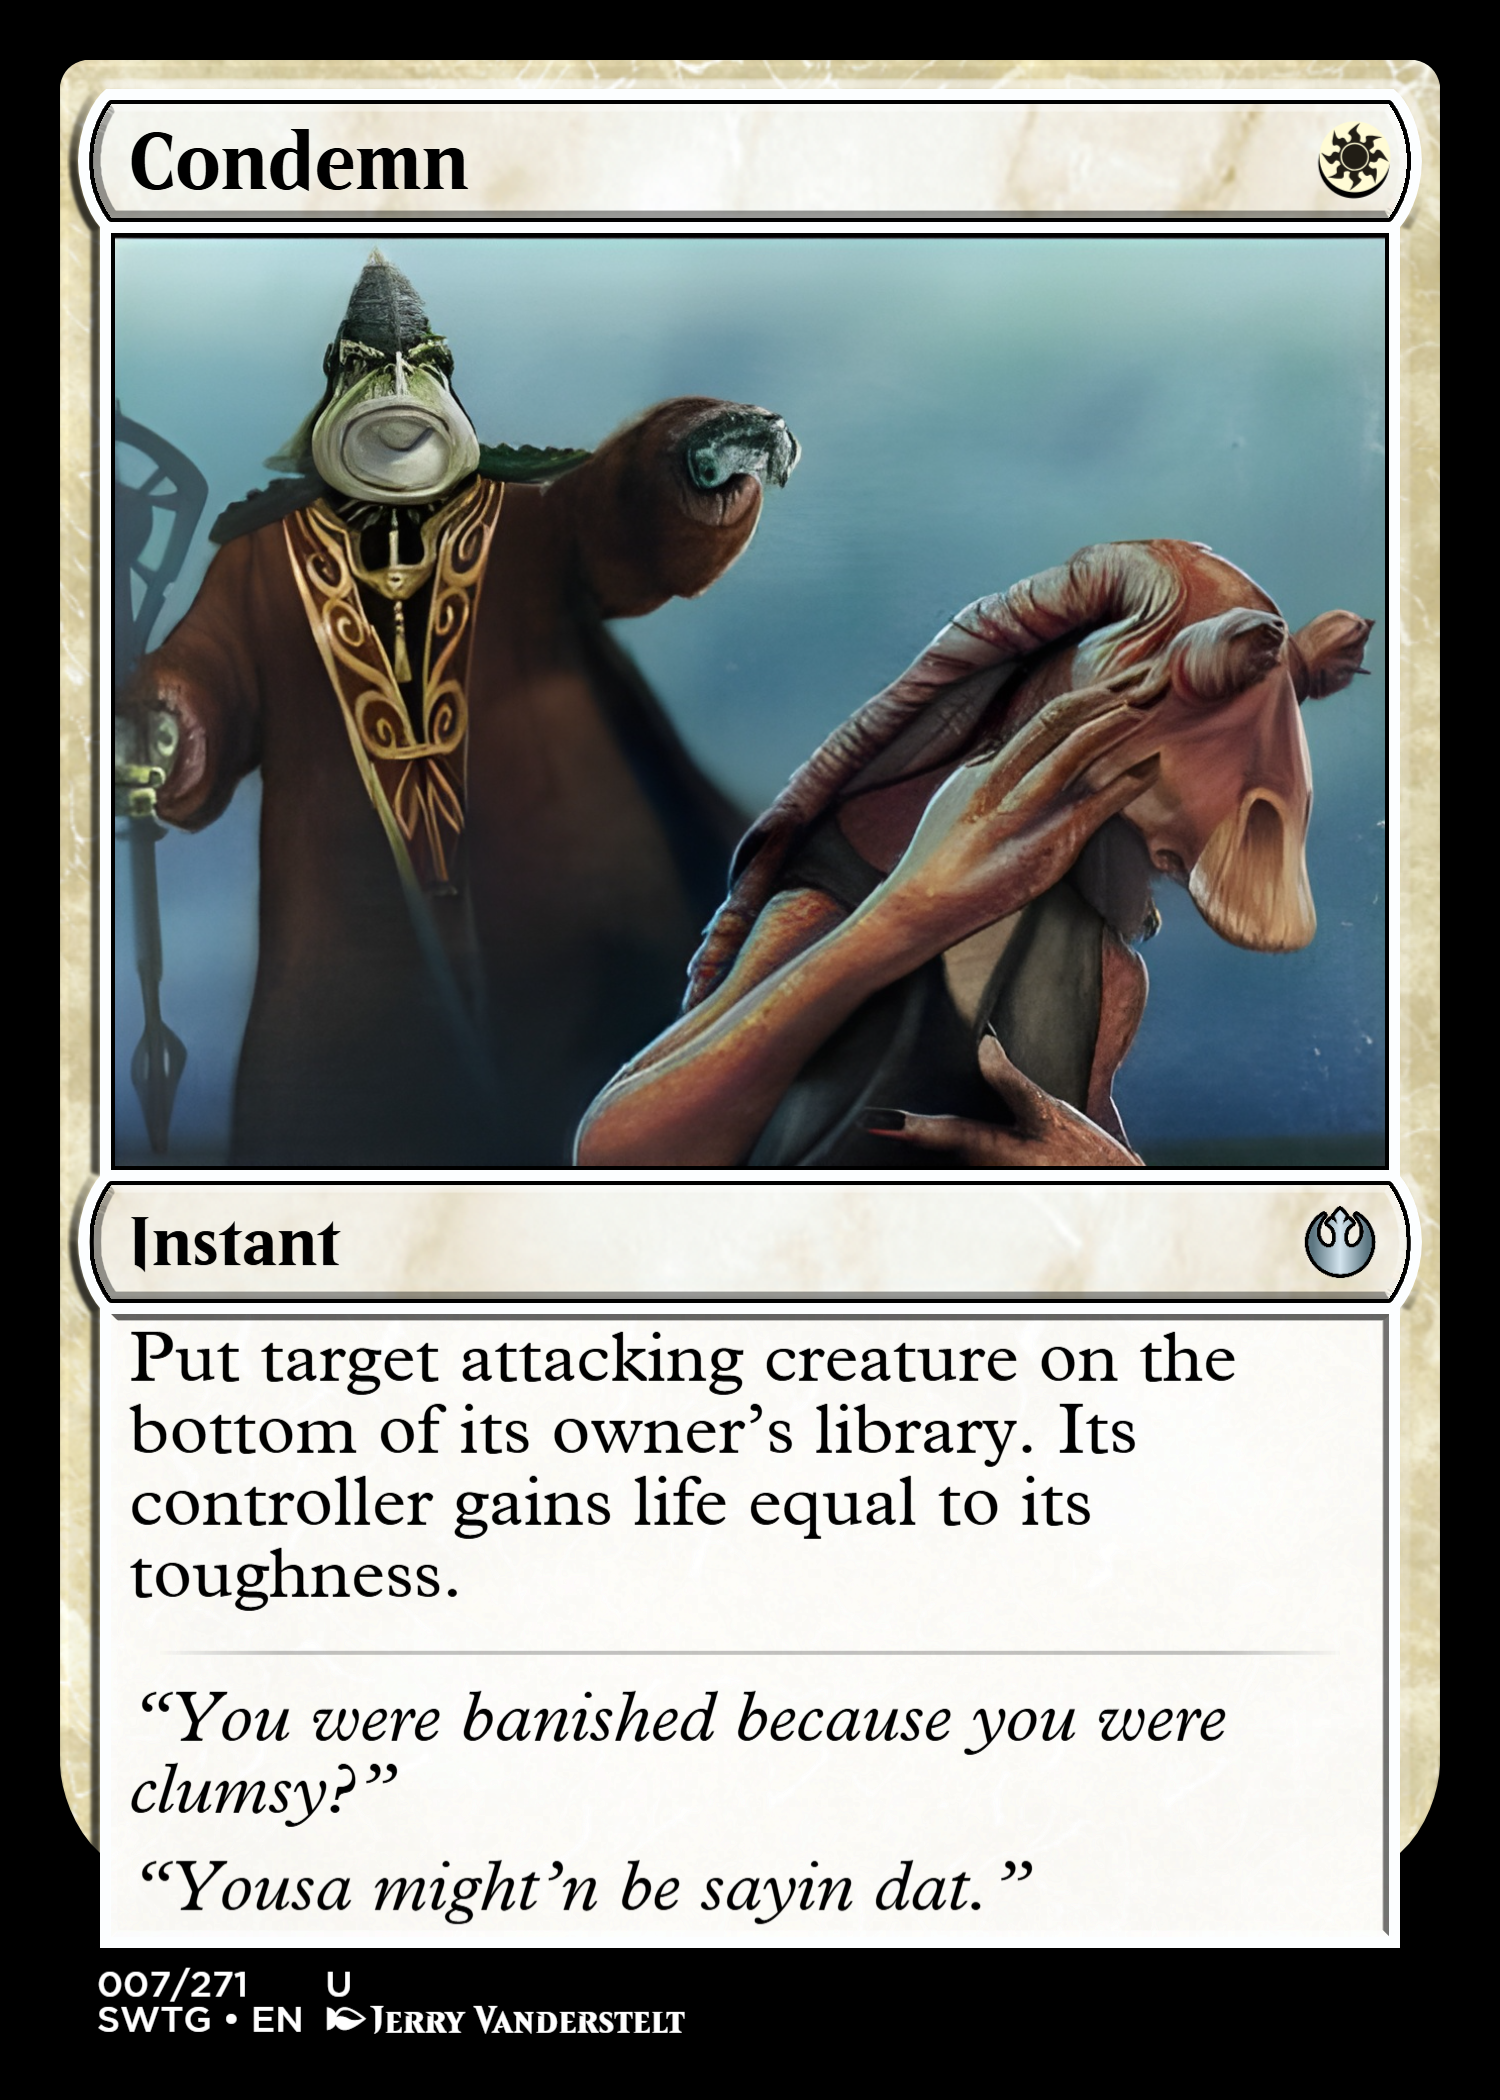 Condemn
Instant
Put target attacking creature on the
bottom of its owner’s library. Its
controller gains life equal to its
toughness.
“You were banished because you were
clumsy?”
“Yousa might’n be sayin dat.”
007/271 U
SWTG • EN Jerry Vanderstelt